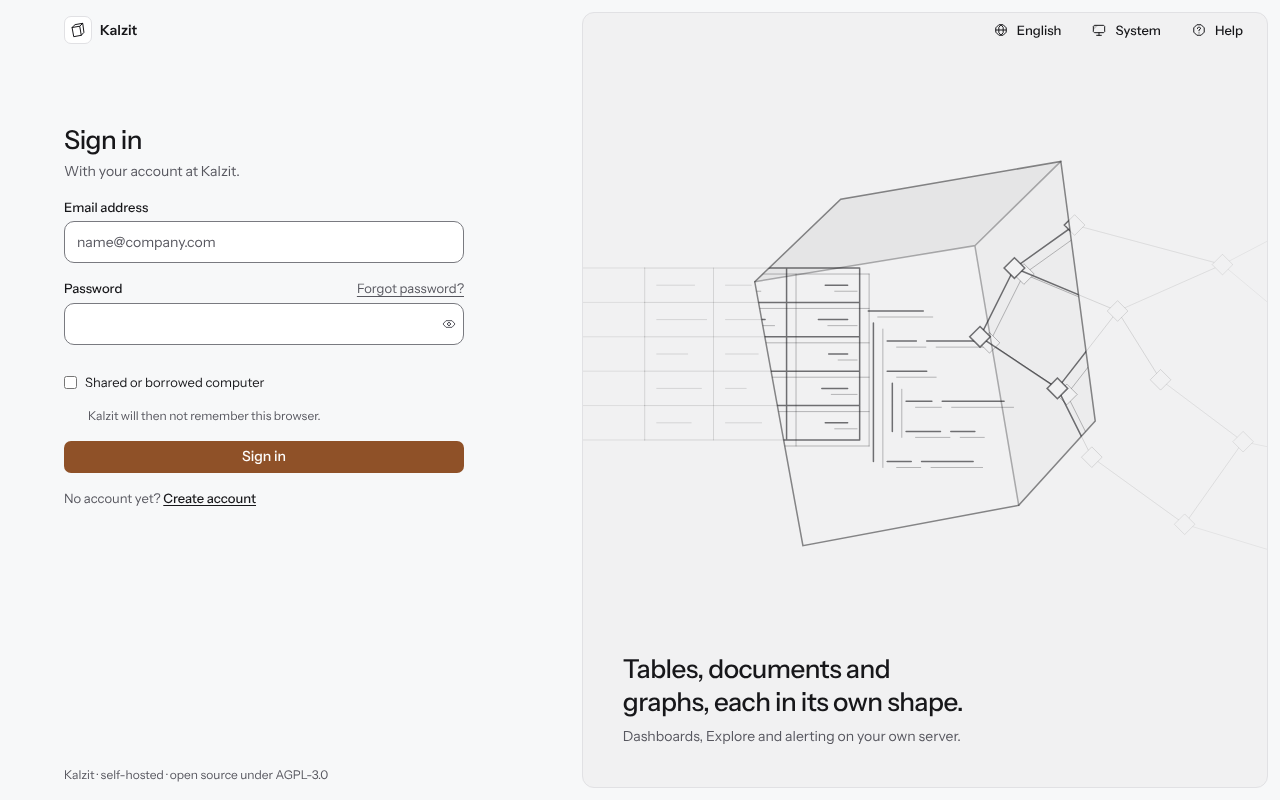 Kalzit
English
System
Help
Sign in
With your account at Kalzit.
Email address
name@company.com
Password
Forgot password?
Shared or borrowed computer
Kalzit will then not remember this browser.
Sign in
No account yet? Create account
Kalzit · self-hosted · open source under AGPL-3.0
Tables, documents and
graphs, each in its own shape.
Dashboards, Explore and alerting on your own server.